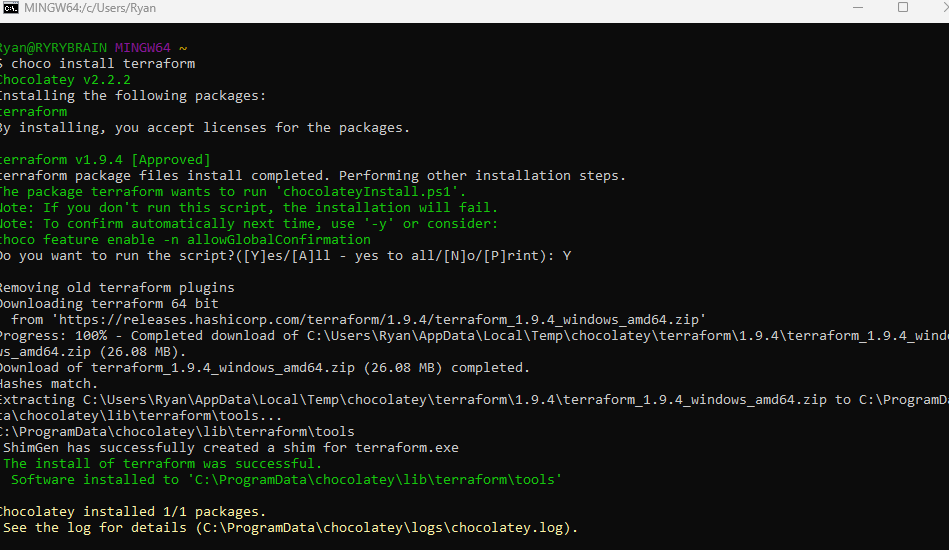 MINGW64:/c/Users/Ryan
Ryan@RYRYBRAIN MINGW64 ~
$ choco install terraform
Chocolatey v2.2.2
Installing the following packages:
terraform
By installing, you accept licenses for the packages.
terraform v1.9.4 [Approved]
terraform package files install completed. Performing other installation steps.
The package terraform wants to run 'chocolateyInstall.ps1'.
Note: If you don't run this script, the installation will fail.
Note: To confirm automatically next time, use '-y' or consider:
choco feature enable -n allowGlobalConfirmation
Do you want to run the script?([Y]es/[A]ll - yes to all/[N]o/[P]rint): Y
Removing old terraform plugins
Downloading terraform 64 bit
from 'https://releases.hashicorp.com/terraform/1.9.4/terraform_1.9.4_windows_amd64.zip'
Progress: 100% - Completed download of C:\Users\Ryan\AppData\Local\Temp\chocolatey\terraform\1.9.4\terraform_1.9.4_windo
ws_amd64.zip (26.08 MB).
Download of terraform_1.9.4_windows_amd64.zip (26.08 MB) completed.
Hashes match.
Extracting C:\Users\Ryan\AppData\Local\Temp\chocolatey\terraform\1.9.4\terraform_1.9.4_windows_amd64.zip to C:\ProgramDa
ta\chocolatey\lib\terraform\tools...
C:\ProgramData\chocolatey\lib\terraform\tools
ShimGen has successfully created a shim for terraform.exe
The install of terraform was successful.
Software installed to 'C:\ProgramData\chocolatey\lib\terraform\tools'
Chocolatey installed 1/1 packages.
See the log for details (C:\ProgramData\chocolatey\logs\chocolatey.log).